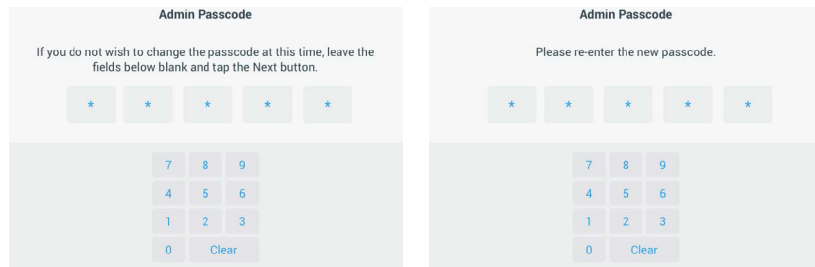 Admin Passcode
If you do not wish to change the passcode at this time, leave the
fields below blank and tap the Next button.
* * * * *
7 8 9
4 5 6
1 2 3
0 Clear
Admin Passcode
Please re-enter the new passcode.
* * * * *
7 8 9
4 5 6
1 2 3
0 Clear